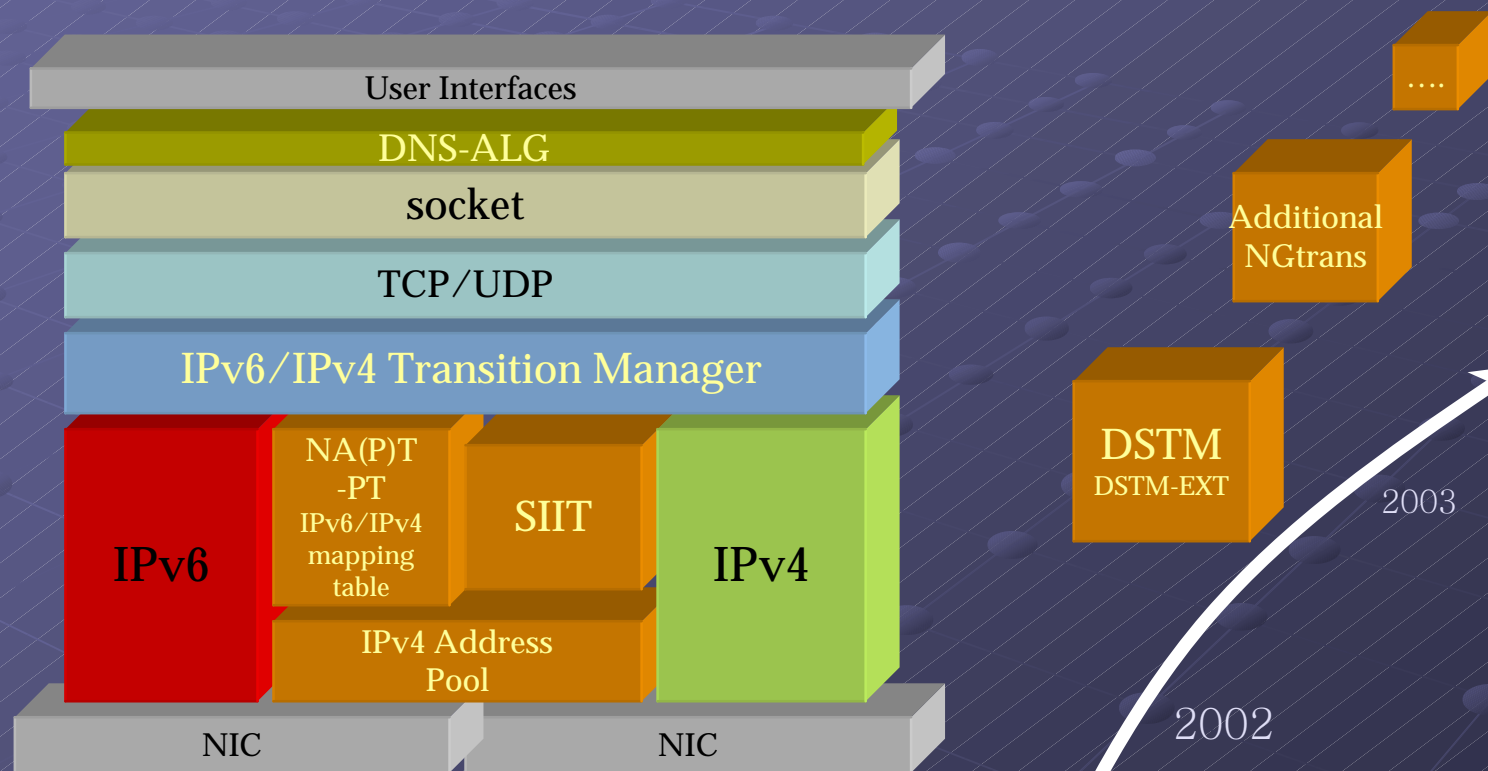 User Interfaces
DNS-ALG
socket
TCP/UDP
IPv6/IPv4 Transition Manager
IPv6
NA(P)T
-PT
IPv6/IPv4
mapping
table
SIIT
IPv4
IPv4 Address
Pool
NIC
NIC
....
Additional
NGtrans
DSTM
DSTM-EXT
2003
2002